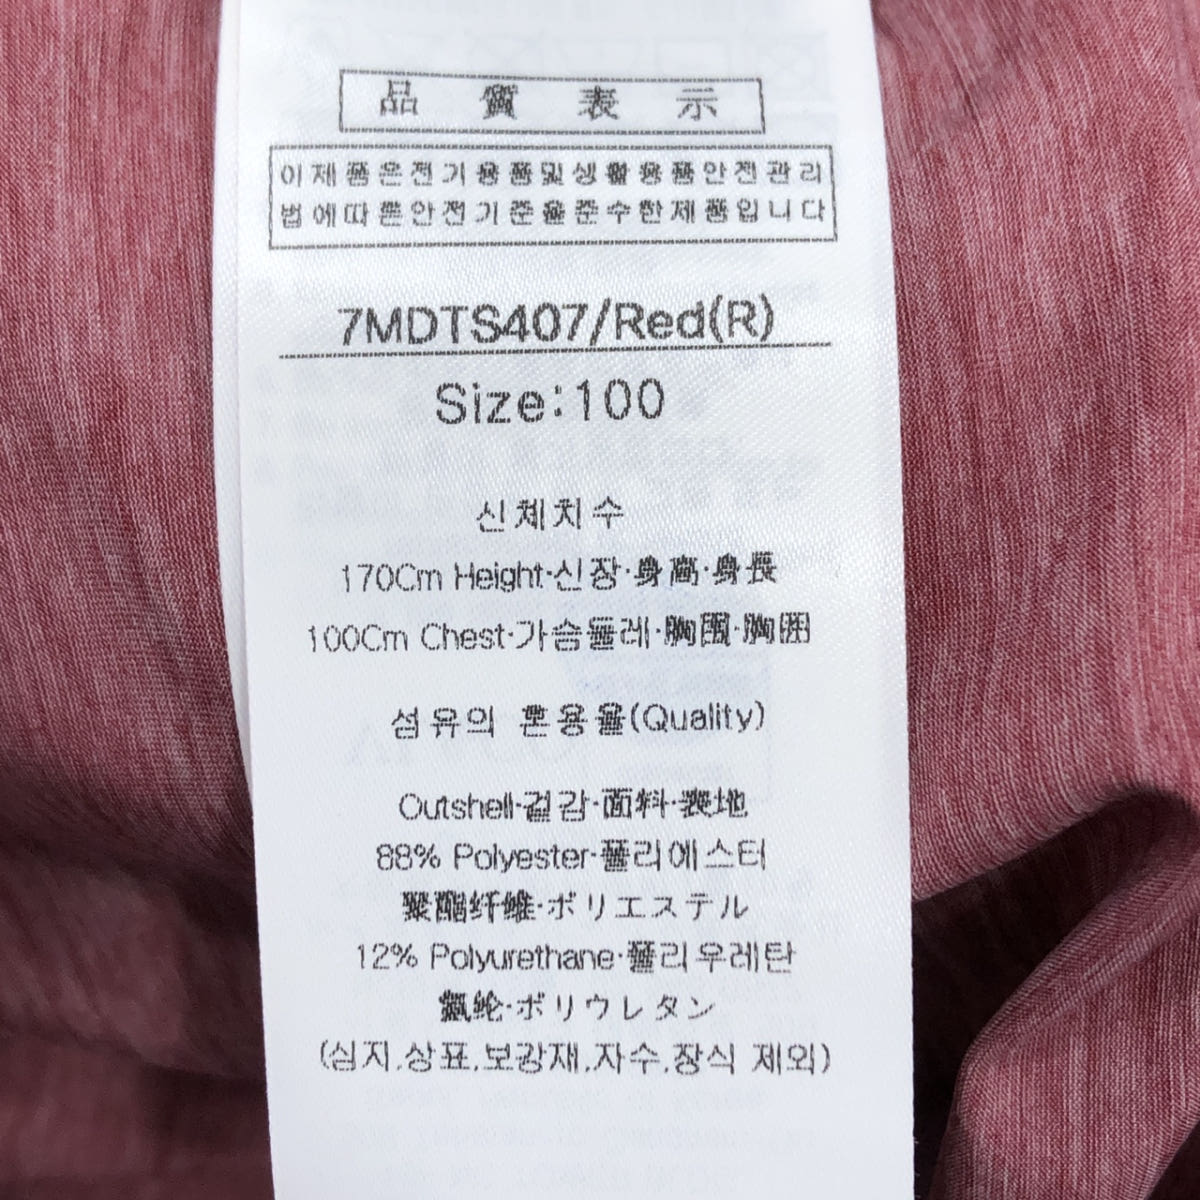 品質表示
이제품은전기용품및생활용품안전관리
법에따른안전기준을준수한제품입니다
7MDTS407/Red(R)
Size:100
신체치수
170Cm Height·신장·身高·身長
100Cm Chest·가슴둘레·胸围·胸囲
섬유의 혼용율(Quality)
Outshell·겉감·面料·表地
88% Polyester·폴리에스터
聚酯纤维·ポリエステル
12% Polyurethane·폴리우레탄
氨纶·ポリウレタン
(심지,상표,보강재,자수,장식 제외)